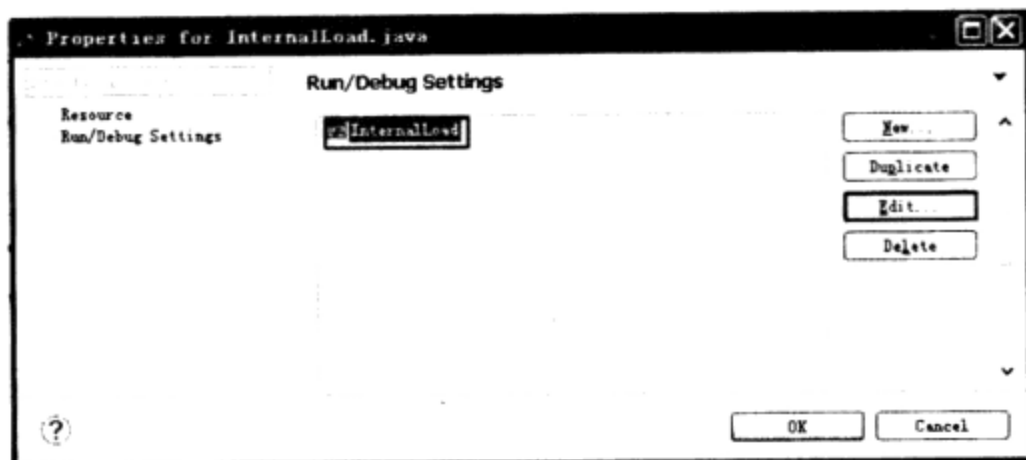 Properties for InternalLoad.java
Run/Debug Settings
Resource
Run/Debug Settings
InternalLoad
New...
Duplicate
Edit...
Delete
?
OK
Cancel